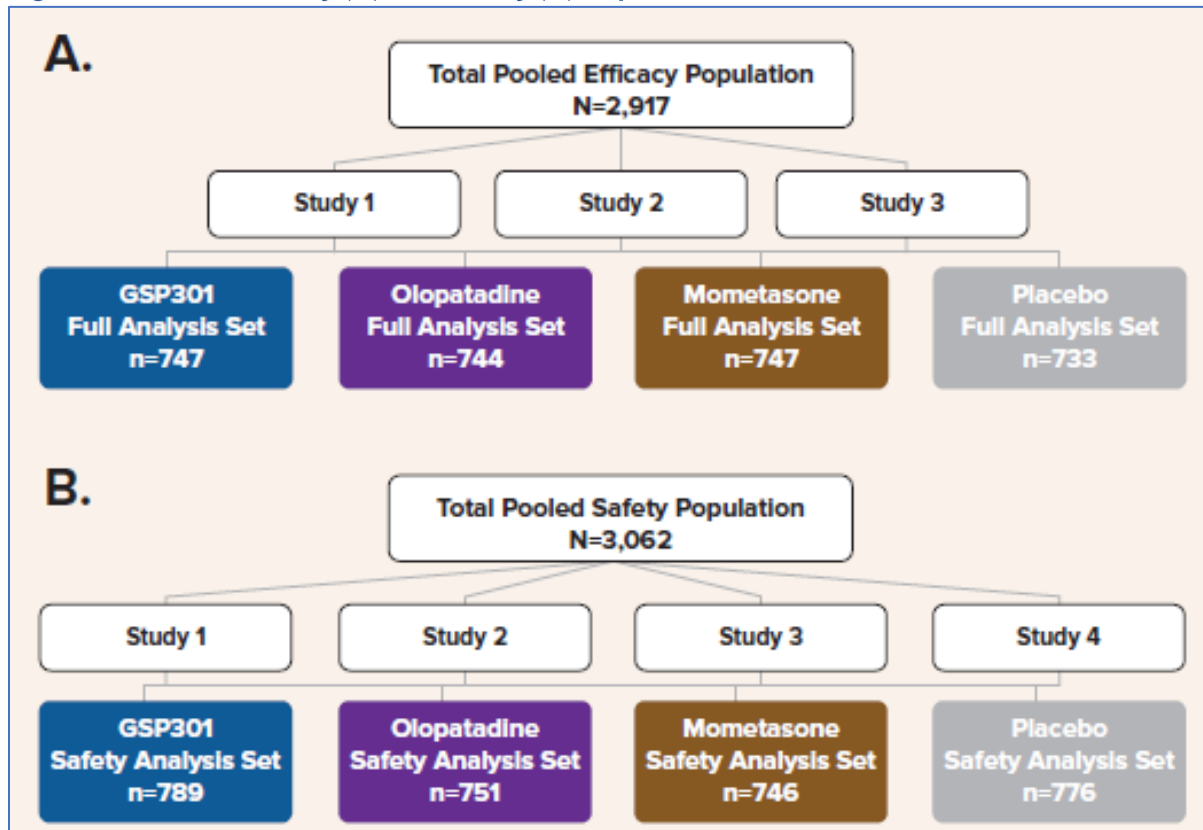 A.
Total Pooled Efficacy Population
N=2,917
Study 1
Study 2
Study 3
GSP301
Full Analysis Set
n=747
Olopatadine
Full Analysis Set
n=744
Mometasone
Full Analysis Set
n=747
Placebo
Full Analysis Set
n=733
B.
Total Pooled Safety Population
N=3,062
Study 1
Study 2
Study 3
Study 4
GSP301
Safety Analysis Set
n=789
Olopatadine
Safety Analysis Set
n=751
Mometasone
Safety Analysis Set
n=746
Placebo
Safety Analysis Set
n=776